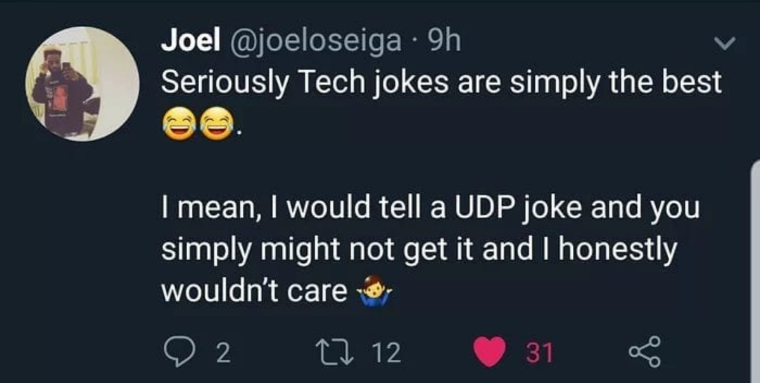 Joel @joeloseiga · 9h
Seriously Tech jokes are simply the best
😂😂.
I mean, I would tell a UDP joke and you
simply might not get it and I honestly
wouldn't care 🤷‍♂️
2 12 31